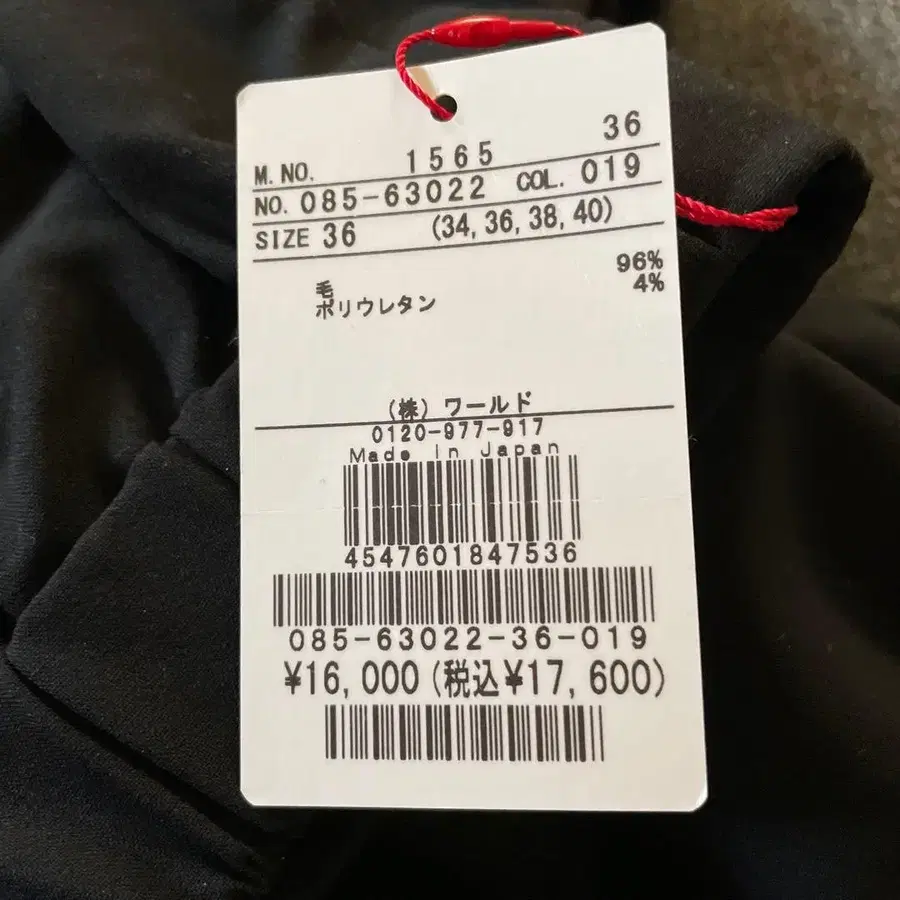 36
M. NO. 1565
NO. 085-63022 COL. 019
SIZE 36 (34, 36, 38, 40)
毛 96%
ポリウレタン 4%
(株) ワールド
0120-977-917
Made in Japan
4547601847536
085-63022-36-019
¥16,000 (税込¥17,600)